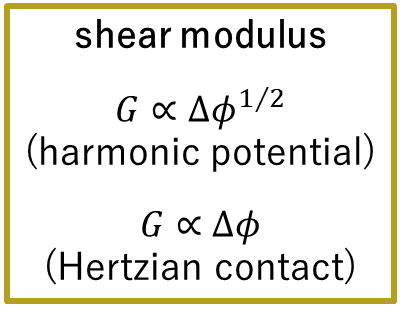 shear modulus
G ∝ Δϕ^{1/2}
(harmonic potential)
G ∝ Δϕ
(Hertzian contact)